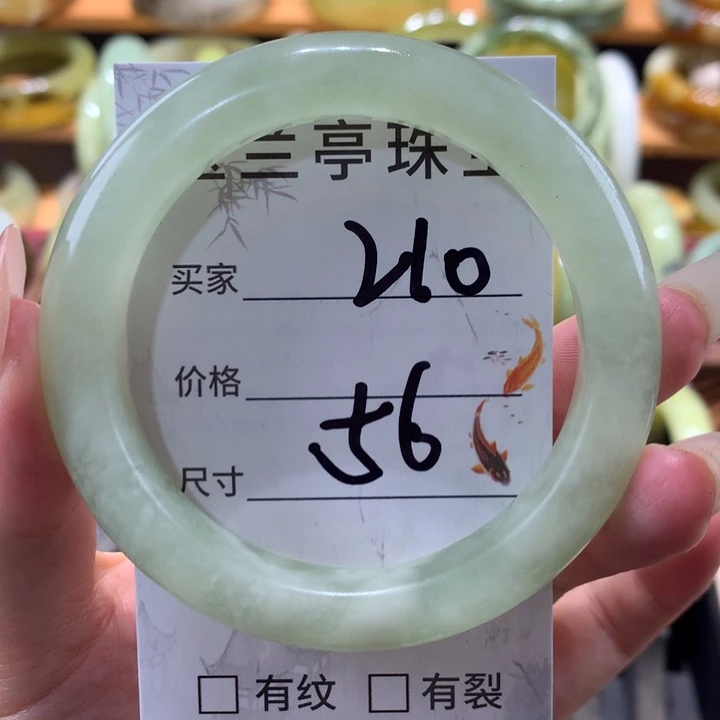 兰亭珠
买家 210
价格
尺寸 56
□ 有纹 □ 有裂